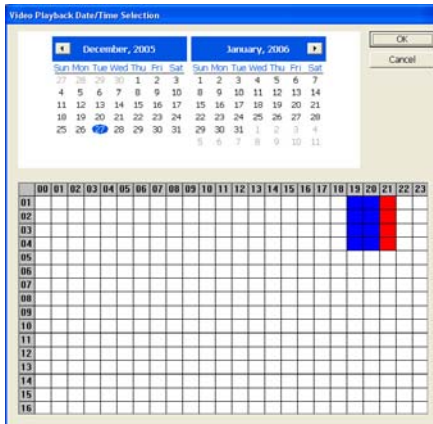 Video Playback Date/Time Selection
OK
Cancel
December, 2005 January, 2006
Sun Mon Tue Wed Thu Fri Sat Sun Mon Tue Wed Thu Fri Sat
27 28 29 30 1 2 3 1 2 3 4 5 6 7
4 5 6 7 8 9 10 8 9 10 11 12 13 14
11 12 13 14 15 16 17 15 16 17 18 19 20 21
18 19 20 21 22 23 24 22 23 24 25 26 27 28
25 26 27 28 29 30 31 29 30 31 1 2 3 4
5 6 7 8 9 10 11
00 01 02 03 04 05 06 07 08 09 10 11 12 13 14 15 16 17 18 19 20 21 22 23
01
02
03
04
05
06
07
08
09
10
11
12
13
14
15
16